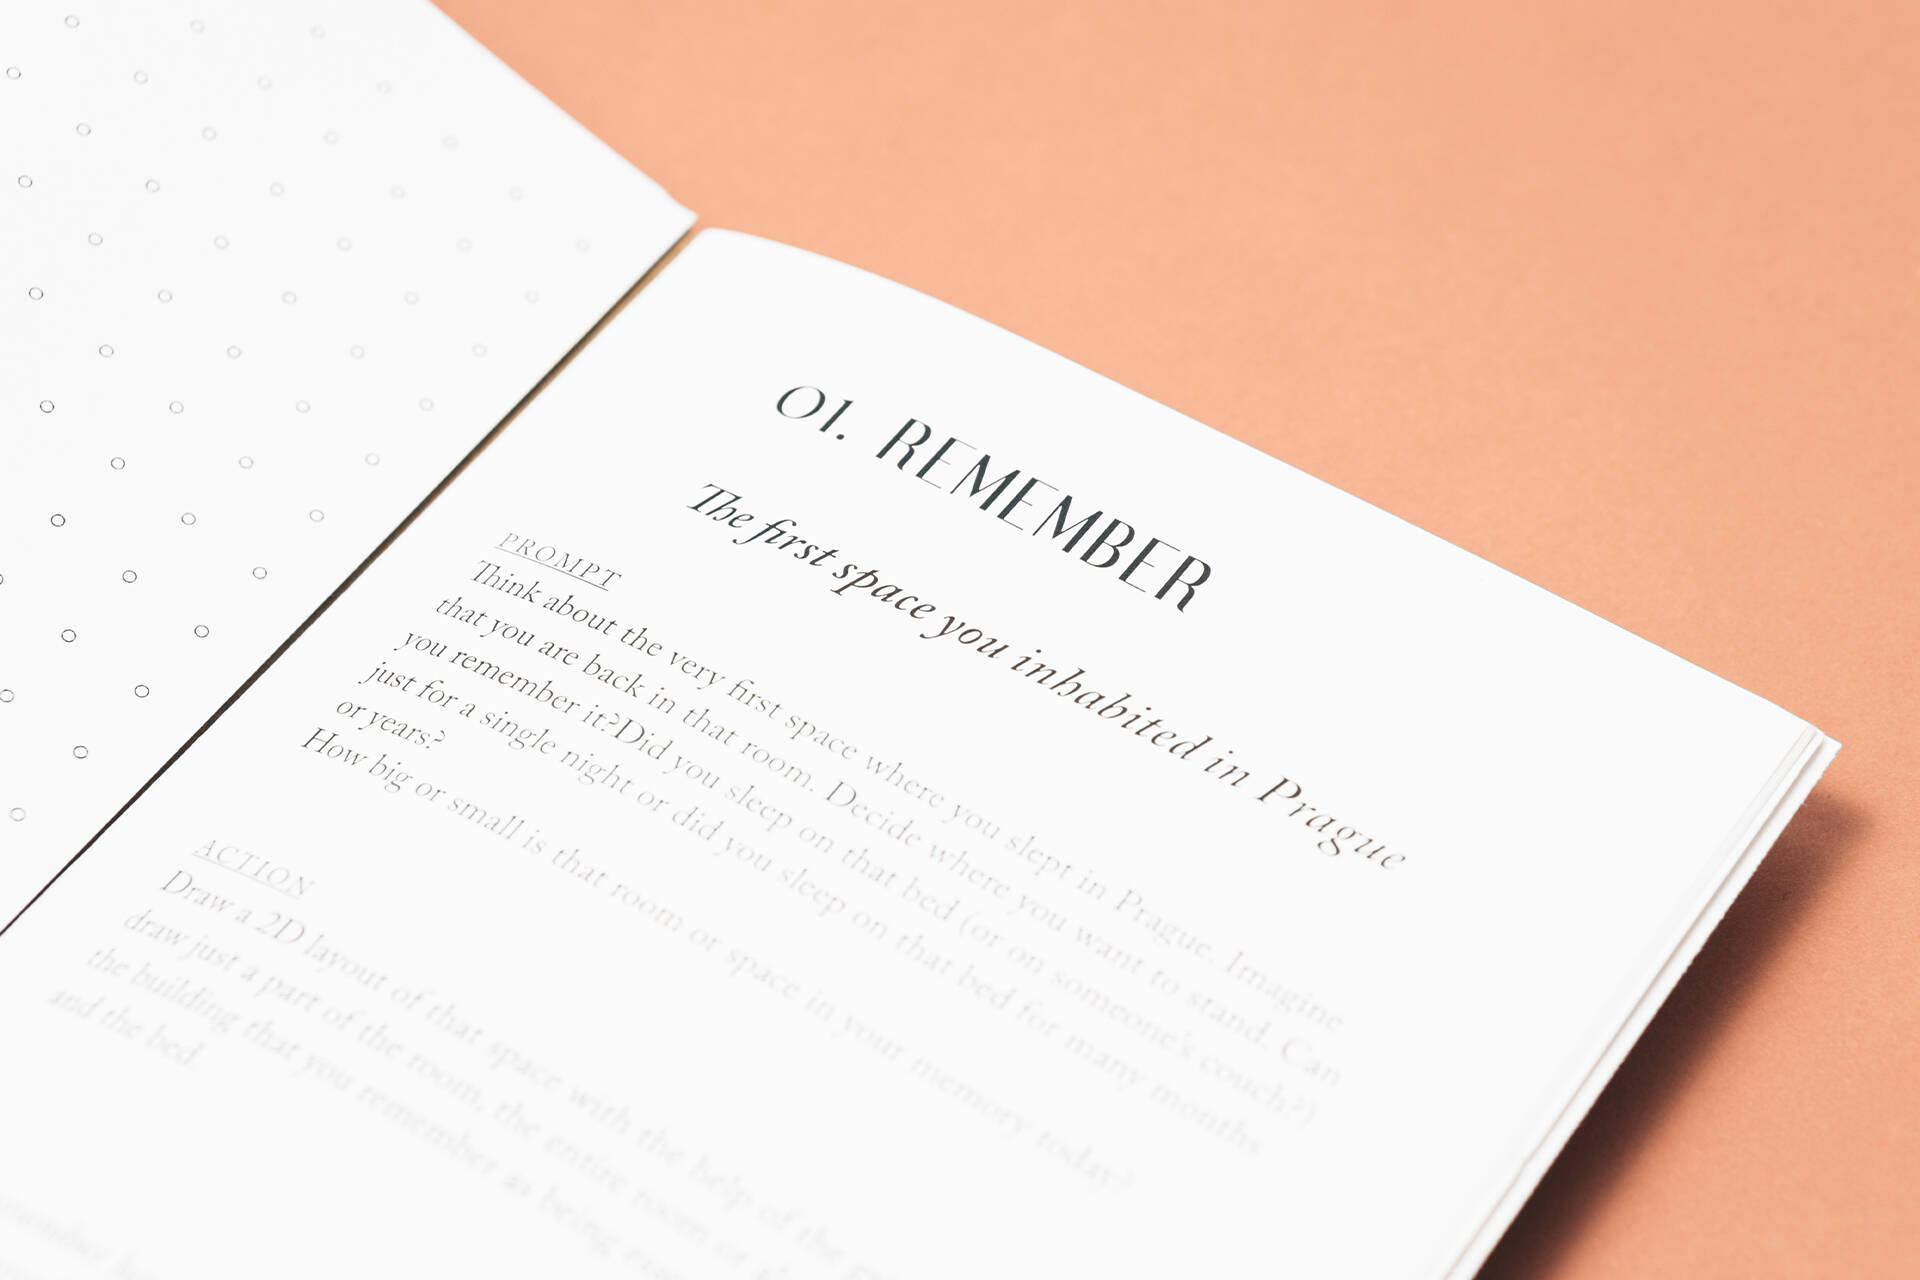 01. REMEMBER
The first space you inhabited in Prague
PROMPT
Think about the very first space where you slept in Prague. Imagine
that you are back in that room. Decide where you want to stand. Can
you remember it?Did you sleep on that bed (or on someone's couch?)
just for a single night or did you sleep on that bed for many months
or years?
How big or small is that room or space in your memory today?
ACTION
Draw a 2D layout of that space with the help of the
draw just a part of the room, the entire room or
the building that you remember as being
and the bed.